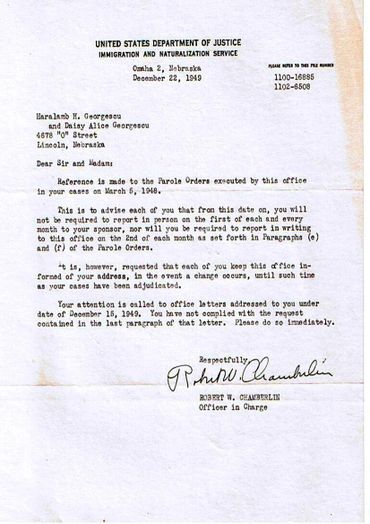 UNITED STATES DEPARTMENT OF JUSTICE
IMMIGRATION AND NATURALIZATION SERVICE
Omaha 2, Nebraska
December 22, 1949
PLEASE REFER TO THIS FILE NUMBER
1100-16885
1102-6508
Haralamb H. Georgescu
and Daisy Alice Georgescu
4678 "O" Street
Lincoln, Nebraska
Dear Sir and Madam:
Reference is made to the Parole Orders executed by this office
in your cases on March 5, 1948.
This is to advise each of you that from this date on, you will
not be required to report in person on the first of each and every
month to your sponsor, nor will you be required to report in writing
to this office on the 2nd of each month as set forth in Paragraphs (e)
and (f) of the Parole Orders.
It is, however, requested that each of you keep this office in-
formed of your address, in the event a change occurs, until such time
as your cases have been adjudicated.
Your attention is called to office letters addressed to you under
date of December 15, 1949. You have not complied with the request
contained in the last paragraph of that letter. Please do so immediately.
Respectfully,
Robert W. Chamberlin
ROBERT W. CHAMBERLIN
Officer in Charge